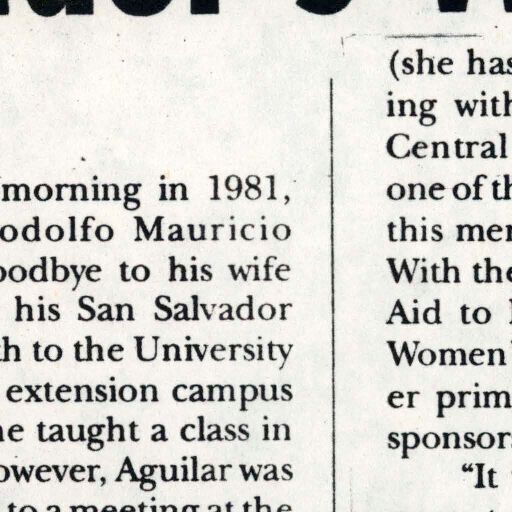 morning in 1981,
odolfo Mauricio
oodbye to his wife
his San Salvador
th to the University
extension campus
he taught a class in
owever, Aguilar was
to a meeting at the
(she has
ing with
Central
one of th
this mer
With the
Aid to
Women'
er prim
sponsor
"It